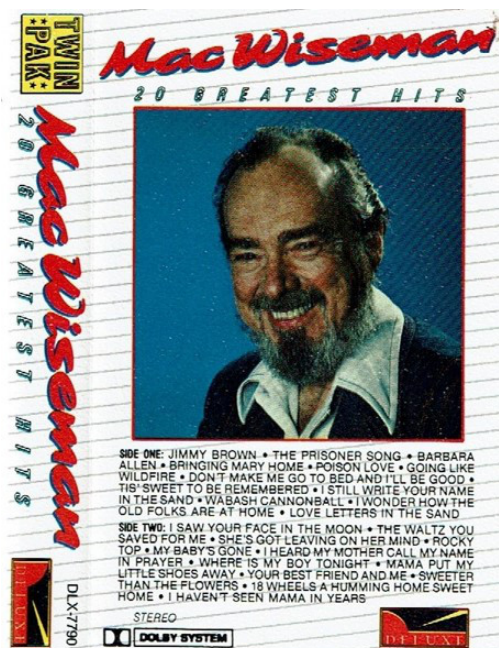 TWIN
PAK
Mac Wiseman
20 GREATEST HITS
Mac Wiseman
20 GREATEST HITS
SIDE ONE: JIMMY BROWN • THE PRISONER SONG • BARBARA
ALLEN • BRINGING MARY HOME • POISON LOVE • GOING LIKE
WILDFIRE • DON'T MAKE ME GO TO BED AND I'LL BE GOOD •
TIS' SWEET TO BE REMEMBERED • I STILL WRITE YOUR NAME
IN THE SAND • WABASH CANNONBALL • I WONDER HOW THE
OLD FOLKS ARE AT HOME • LOVE LETTERS IN THE SAND
SIDE TWO: I SAW YOUR FACE IN THE MOON • THE WALTZ YOU
SAVED FOR ME • SHE'S GOT LEAVING ON HER MIND • ROCKY
TOP • MY BABY'S GONE • I HEARD MY MOTHER CALL MY NAME
IN PRAYER • WHERE IS MY BOY TONIGHT • MAMA PUT MY
LITTLE SHOES AWAY • YOUR BEST FRIEND AND ME • SWEETER
THAN THE FLOWERS • 18 WHEELS A HUMMING HOME SWEET
HOME • I HAVEN'T SEEN MAMA IN YEARS
STEREO
DOLBY SYSTEM
DELUXE
DLX-7790
DELUXE